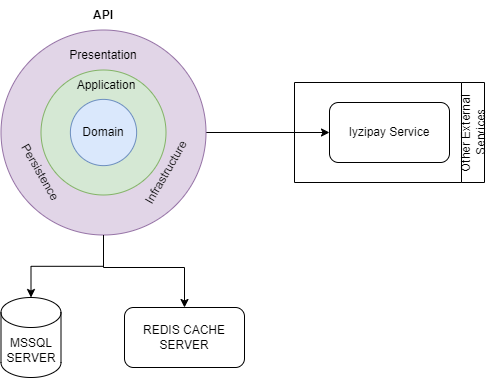 API
Presentation
Application
Domain
Persistence
Infrastructure
Iyzipay Service
Other External
Services
MSSQL
SERVER
REDIS CACHE
SERVER